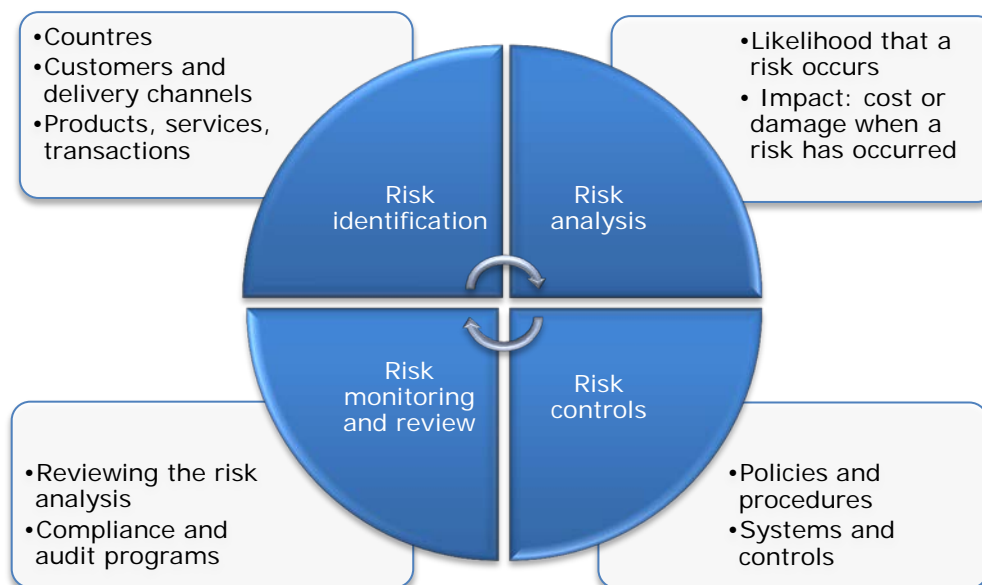 •Countres
•Customers and
delivery channels
•Products, services,
transactions
•Likelihood that a
risk occurs
• Impact: cost or
damage when a
risk has occurred
Risk
identification
Risk
analysis
Risk
monitoring
and review
Risk
controls
•Reviewing the risk
analysis
•Compliance and
audit programs
•Policies and
procedures
•Systems and
controls